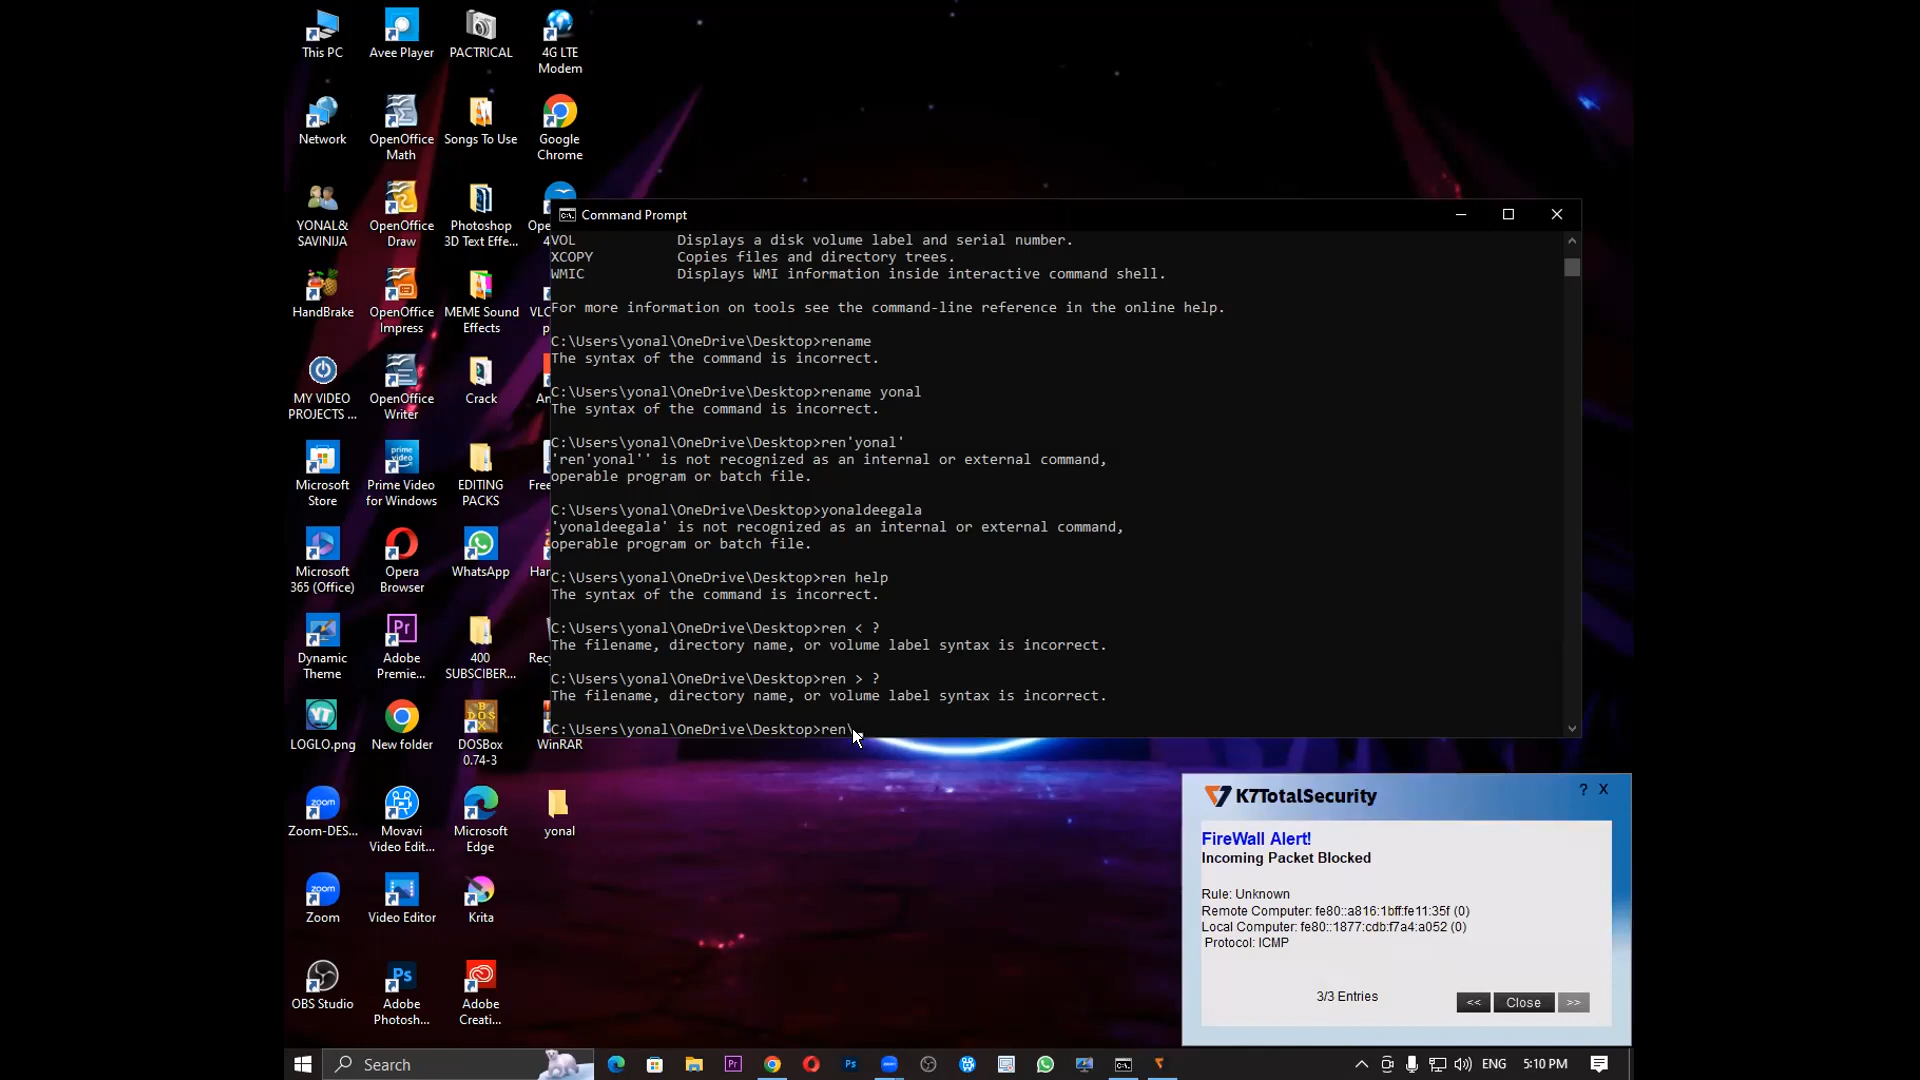 This PC
Avee Player
PACTRICAL
4G LTE
Modem
Network
OpenOffice
Math
Songs To Use
Google
Chrome
YONAL&
SAVINIJA
OpenOffice
Draw
Photoshop
3D Text Effe...
HandBrake
OpenOffice
Impress
MEME Sound
Effects
MY VIDEO
PROJECTS ...
OpenOffice
Writer
Crack
Microsoft
Store
Prime Video
for Windows
EDITING
PACKS
Microsoft
365 (Office)
Opera
Browser
WhatsApp
Dynamic
Theme
Adobe
Premie...
400
SUBSCIBER...
LOGLO.png
New folder
DOSBox
0.74-3
WinRAR
Zoom-DES...
Movavi
Video Edit...
Microsoft
Edge
yonal
Zoom
Video Editor
Krita
OBS Studio
Adobe
Photosh...
Adobe
Creati...
Command Prompt
VOL Displays a disk volume label and serial number.
XCOPY Copies files and directory trees.
WMIC Displays WMI information inside interactive command shell.
For more information on tools see the command-line reference in the online help.
C:\Users\yonal\OneDrive\Desktop>rename
The syntax of the command is incorrect.
C:\Users\yonal\OneDrive\Desktop>rename yonal
The syntax of the command is incorrect.
C:\Users\yonal\OneDrive\Desktop>ren'yonal'
'ren'yonal'' is not recognized as an internal or external command,
operable program or batch file.
C:\Users\yonal\OneDrive\Desktop>yonaldeegala
'yonaldeegala' is not recognized as an internal or external command,
operable program or batch file.
C:\Users\yonal\OneDrive\Desktop>ren help
The syntax of the command is incorrect.
C:\Users\yonal\OneDrive\Desktop>ren < ?
The filename, directory name, or volume label syntax is incorrect.
C:\Users\yonal\OneDrive\Desktop>ren > ?
The filename, directory name, or volume label syntax is incorrect.
C:\Users\yonal\OneDrive\Desktop>ren\
K7TotalSecurity
? X
FireWall Alert!
Incoming Packet Blocked
Rule: Unknown
Remote Computer: fe80::a816:1bff:fe11:35f (0)
Local Computer: fe80::1877:cdb:f7a4:a052 (0)
Protocol: ICMP
3/3 Entries
<< Close >>
Search
ENG
5:10 PM